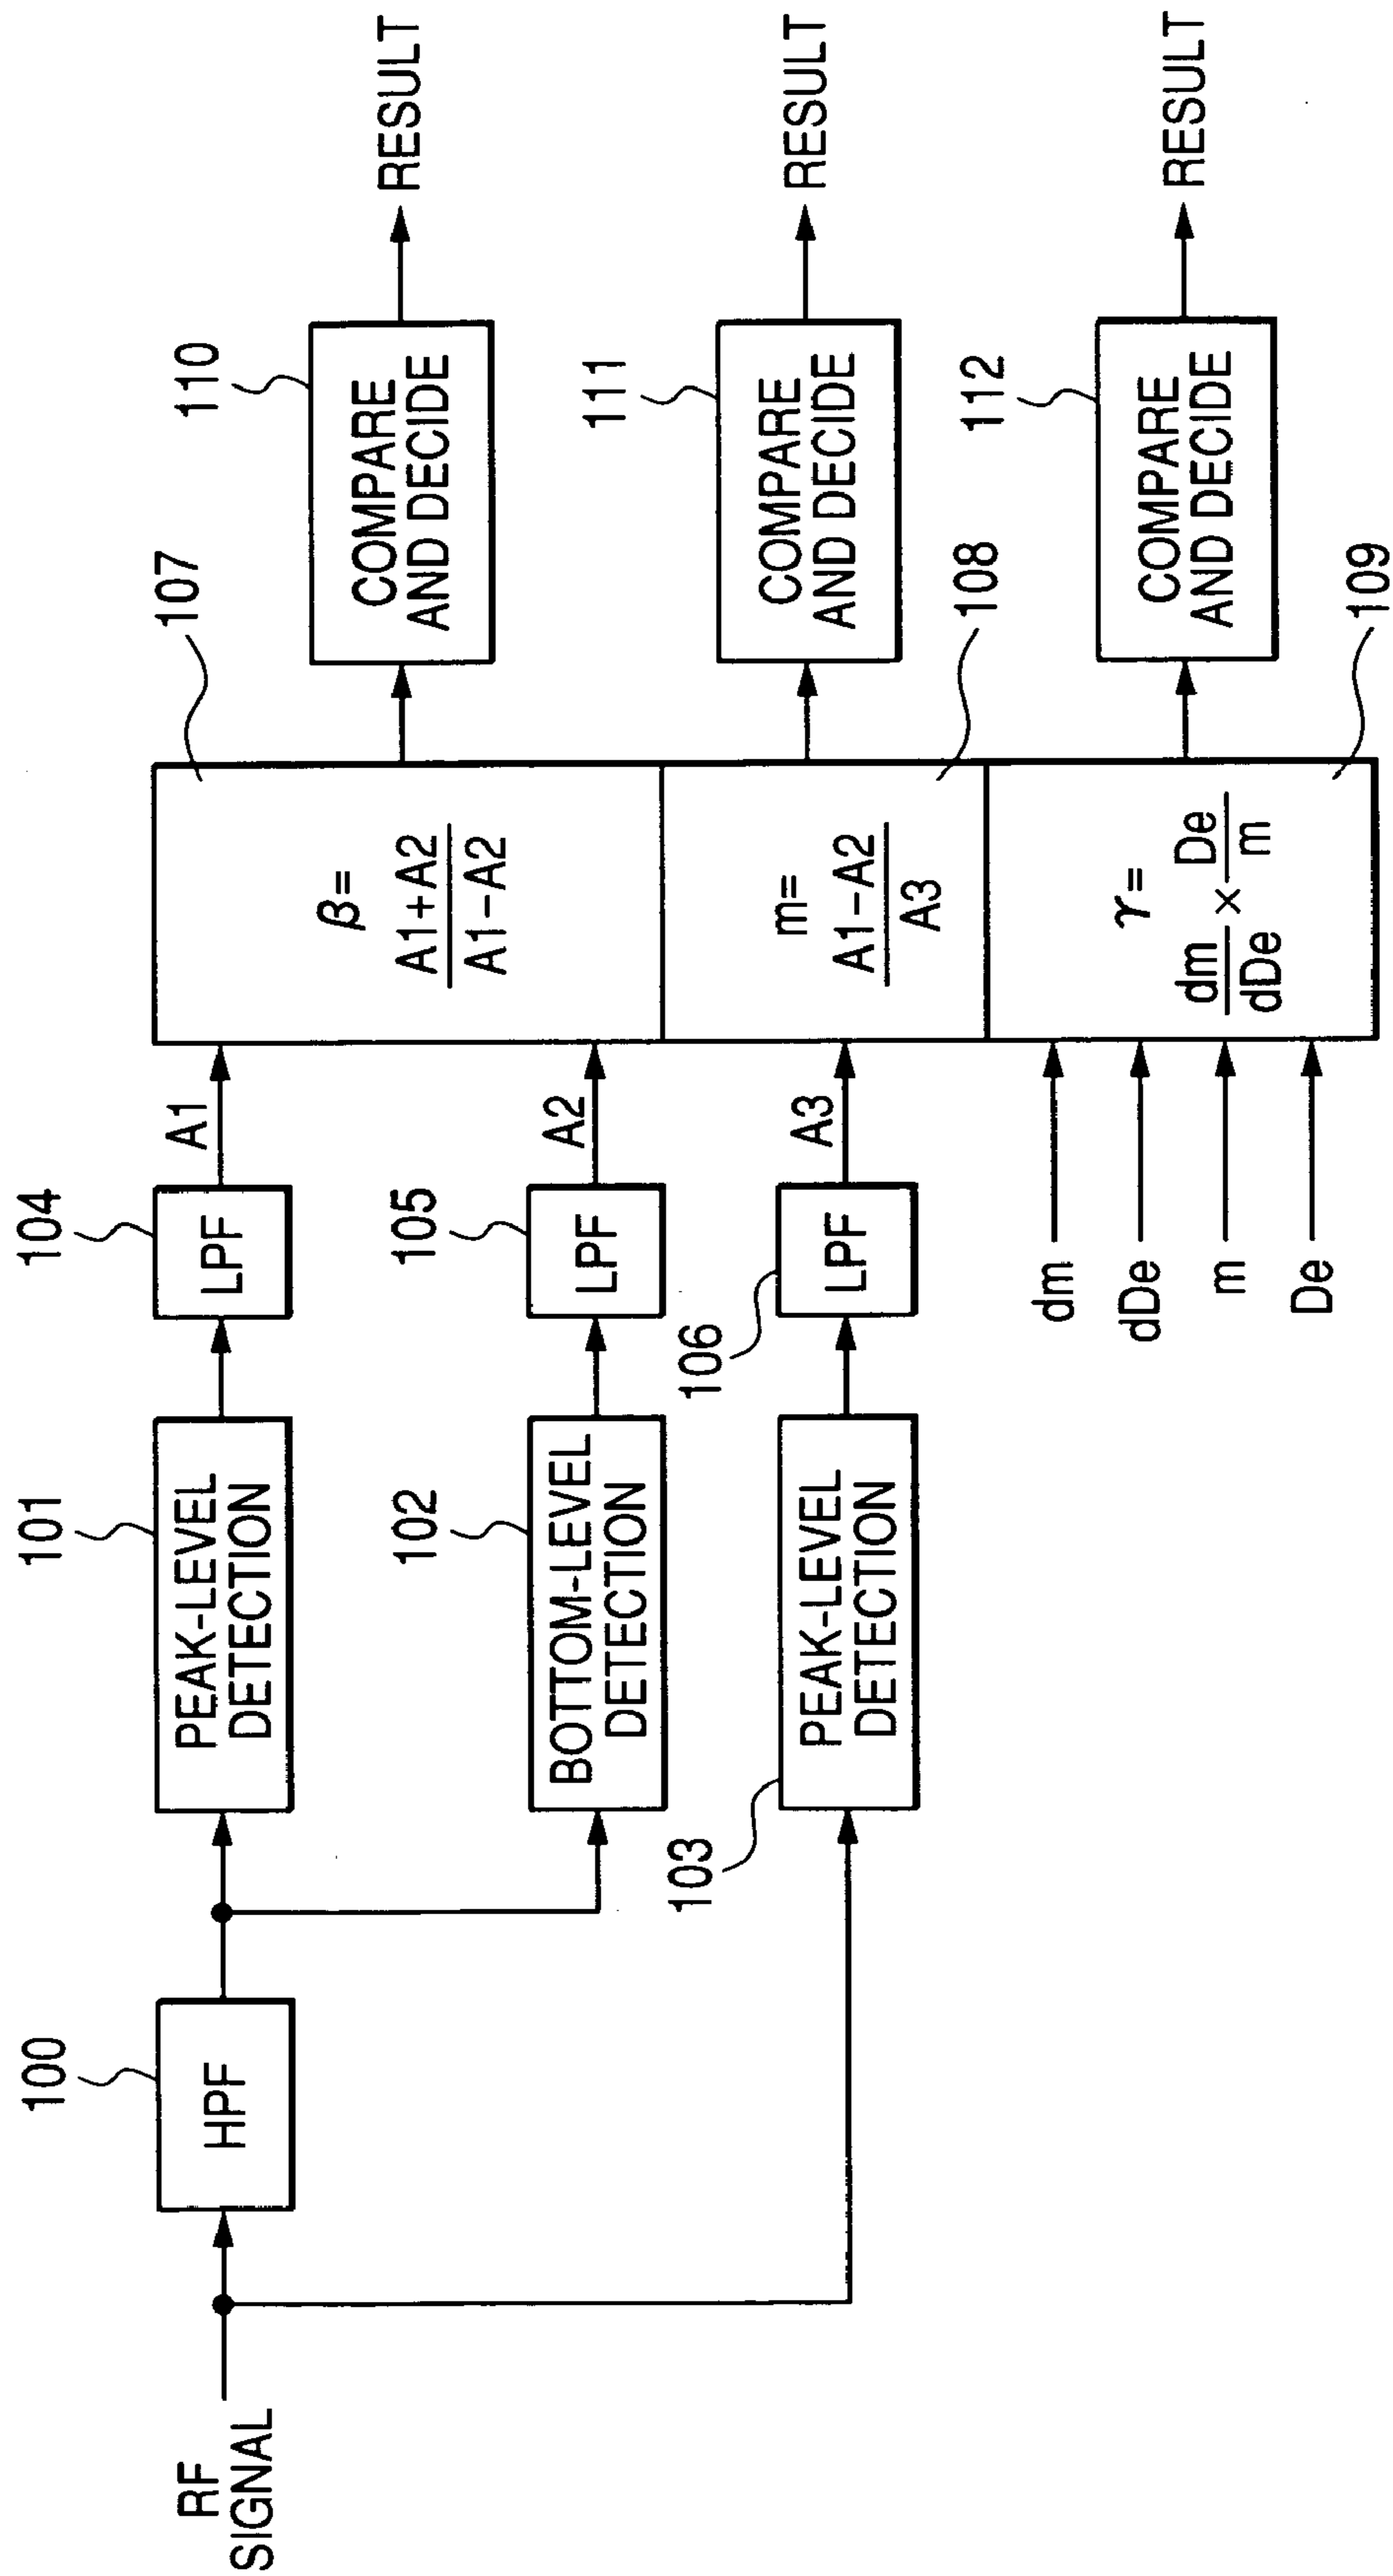 RF
SIGNAL
100
HPF
101
PEAK-LEVEL
DETECTION
104
LPF
A1
102
BOTTOM-LEVEL
DETECTION
105
LPF
A2
103
PEAK-LEVEL
DETECTION
106
LPF
A3
dm
dDe
m
De
107
β=
A1+A2
A1-A2
m=
A1-A2
A3
108
γ=
dm
dDe
×
De
m
109
110
COMPARE
AND DECIDE
RESULT
111
COMPARE
AND DECIDE
RESULT
112
COMPARE
AND DECIDE
RESULT